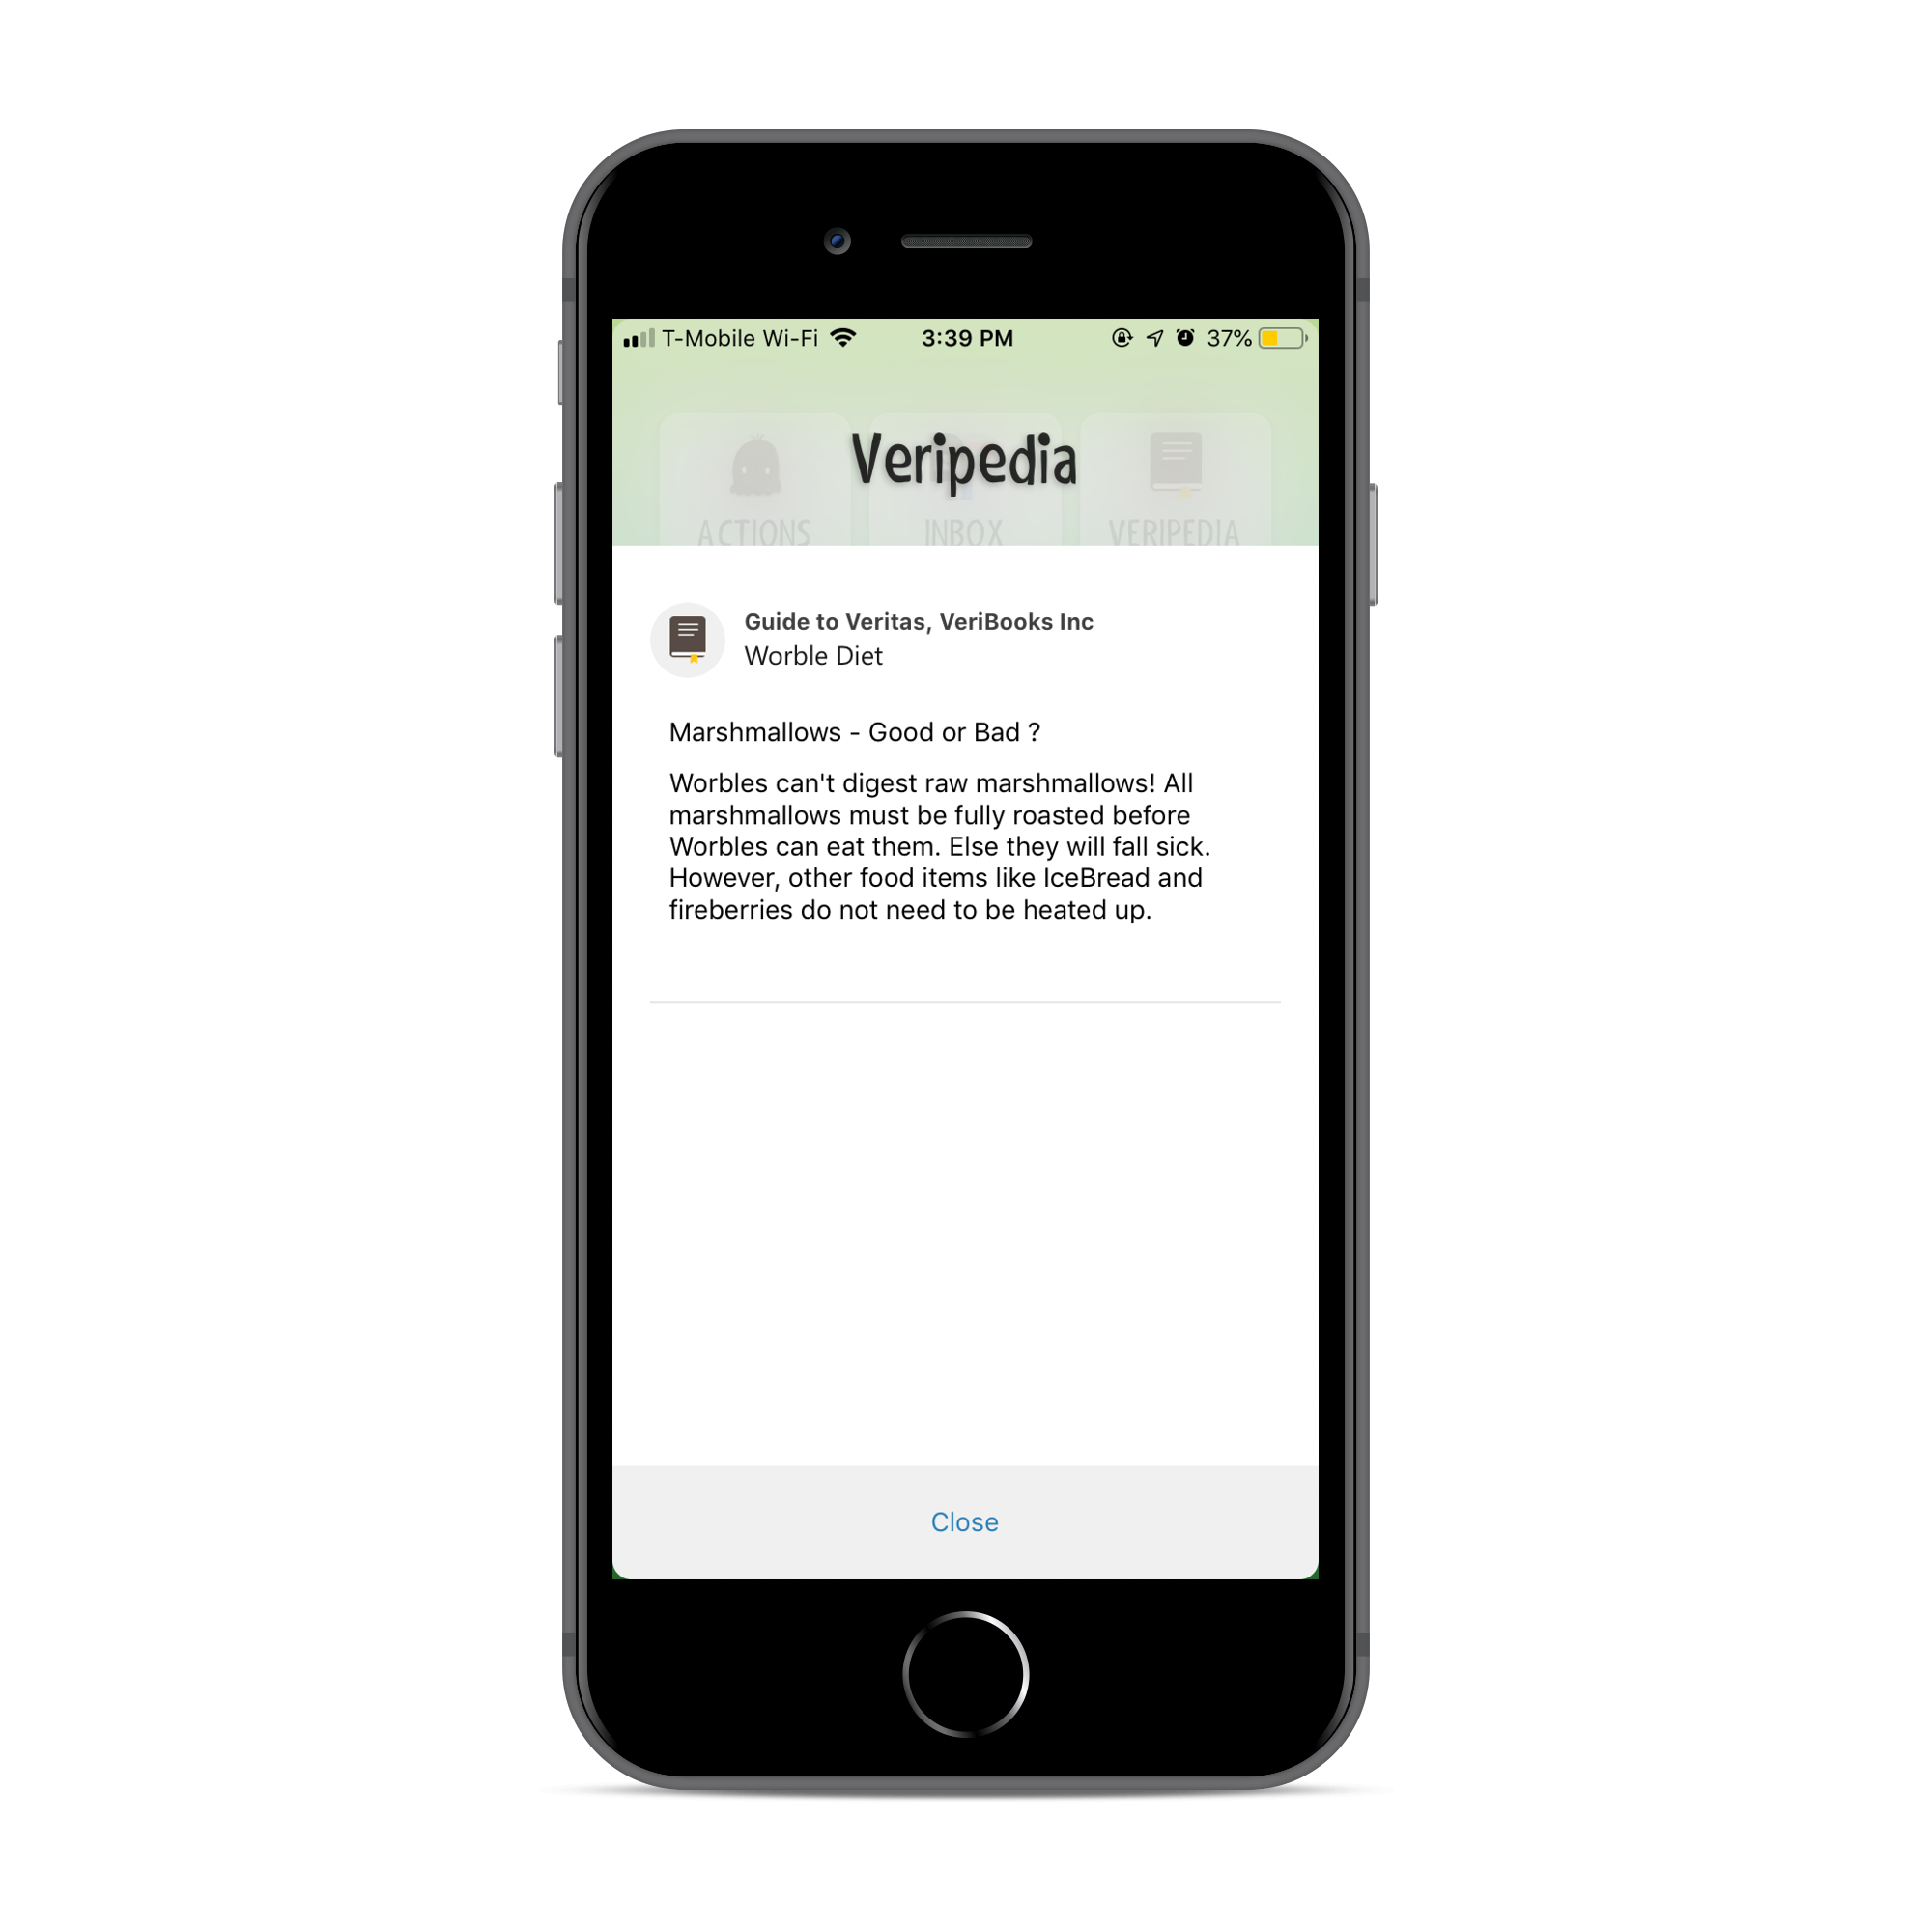 T-Mobile Wi-Fi 3:39 PM 37%
Veripedia
ACTIONS INBOX VERIPEDIA
Guide to Veritas, VeriBooks Inc
Worble Diet
Marshmallows - Good or Bad ?
Worbles can't digest raw marshmallows! All
marshmallows must be fully roasted before
Worbles can eat them. Else they will fall sick.
However, other food items like IceBread and
fireberries do not need to be heated up.
Close